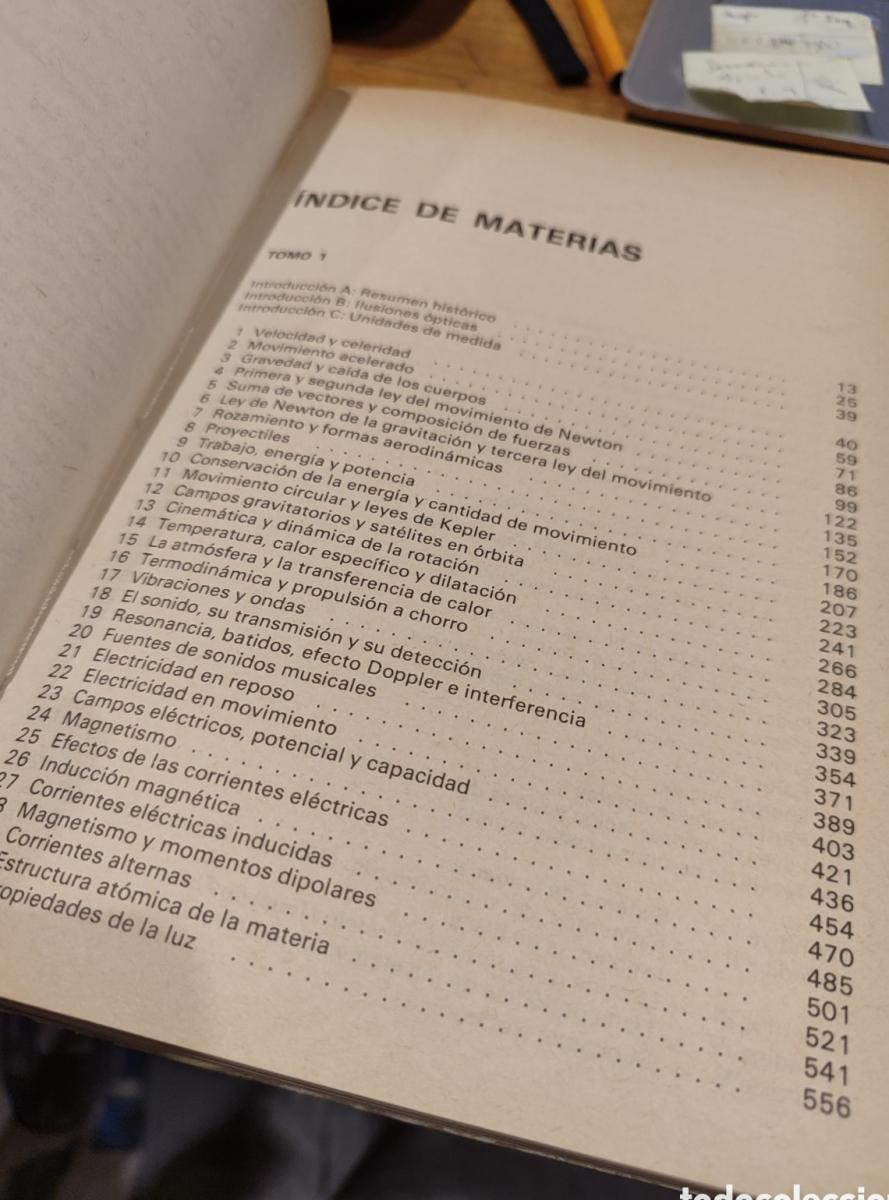 ÍNDICE DE MATERIAS
TOMO 1
Introducción A: Resumen histórico . . . . 13
Introducción B: Ilusiones ópticas . . . . 25
Introducción C: Unidades de medida . . . . 39
1 Velocidad y celeridad . . . . 40
2 Movimiento acelerado . . . . 59
3 Gravedad y caída de los cuerpos . . . . 71
4 Primera y segunda ley del movimiento de Newton . . . . 86
5 Suma de vectores y composición de fuerzas . . . . 99
6 Ley de Newton de la gravitación y tercera ley del movimiento . . . . 122
7 Rozamiento y formas aerodinámicas . . . . 135
8 Proyectiles . . . . 152
9 Trabajo, energía y potencia . . . . 170
10 Conservación de la energía y cantidad de movimiento . . . . 186
11 Movimiento circular y leyes de Kepler . . . . 207
12 Campos gravitatorios y satélites en órbita . . . . 223
13 Cinemática y dinámica de la rotación . . . . 241
14 Temperatura, calor específico y dilatación . . . . 266
15 La atmósfera y la transferencia de calor . . . . 284
16 Termodinámica y propulsión a chorro . . . . 305
17 Vibraciones y ondas . . . . 323
18 El sonido, su transmisión y su detección . . . . 339
19 Resonancia, batidos, efecto Doppler e interferencia . . . . 354
20 Fuentes de sonidos musicales . . . . 371
21 Electricidad en reposo . . . . 389
22 Electricidad en movimiento . . . . 403
23 Campos eléctricos, potencial y capacidad . . . . 421
24 Magnetismo . . . . 436
25 Efectos de las corrientes eléctricas . . . . 454
26 Inducción magnética . . . . 470
27 Corrientes eléctricas inducidas . . . . 485
8 Magnetismo y momentos dipolares . . . . 501
Corrientes alternas . . . . 521
Estructura atómica de la materia . . . . 541
opiedades de la luz . . . . 556
todocoleccion